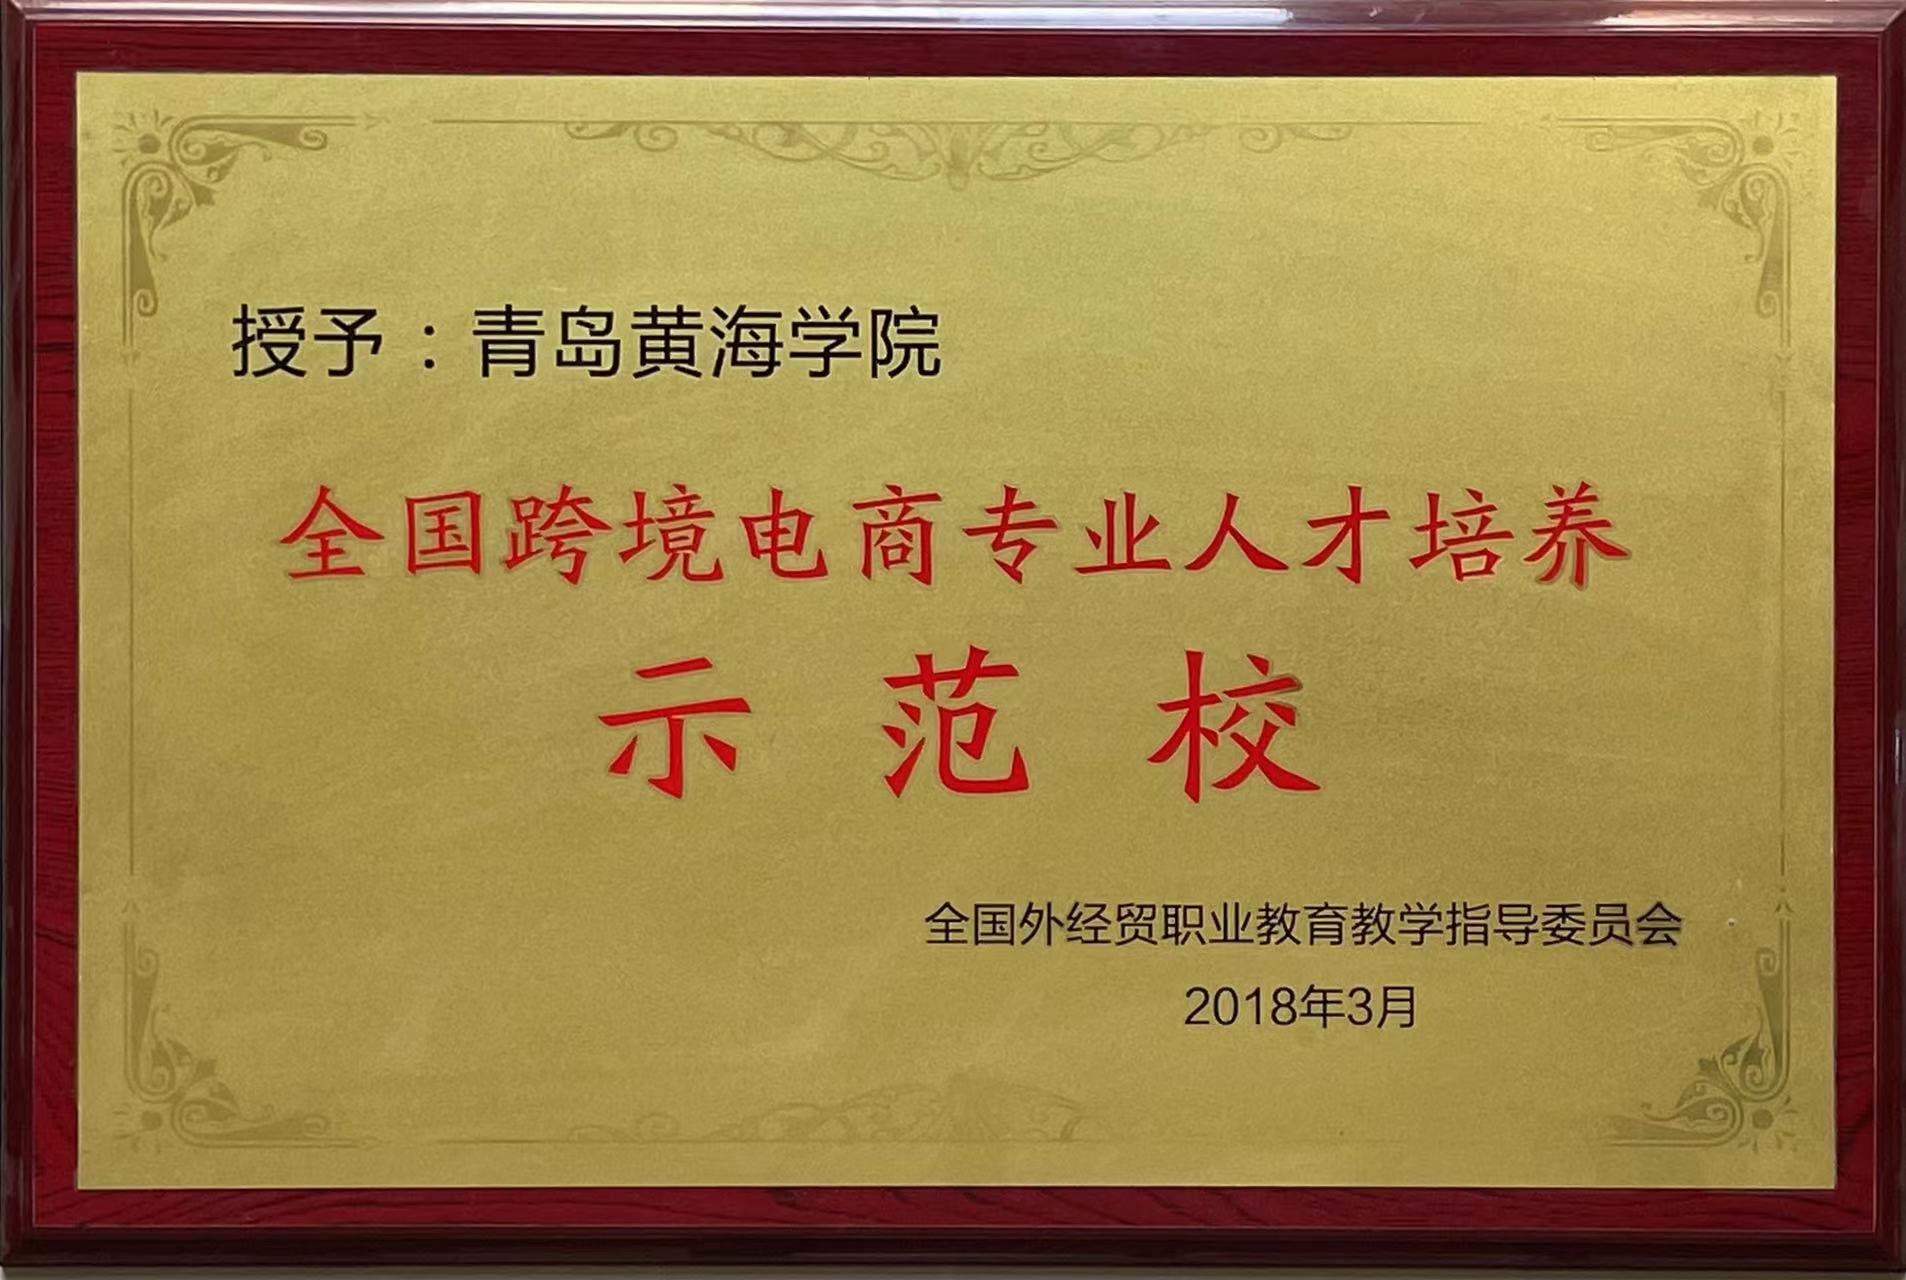 授予：青岛黄海学院
全国跨境电商专业人才培养
示范校
全国外经贸职业教育教学指导委员会
2018年3月